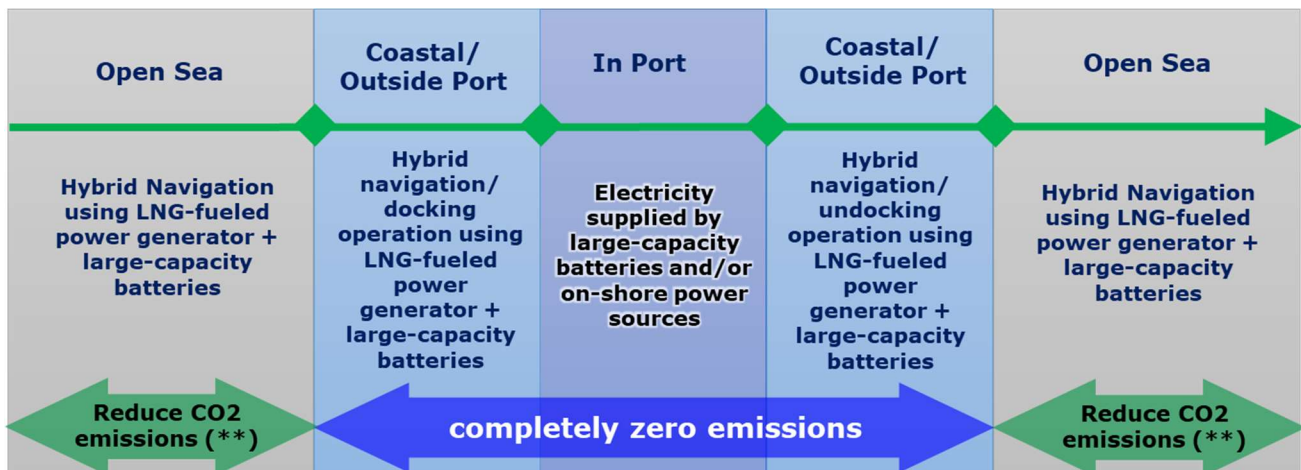 Open Sea
Coastal/
Outside Port
In Port
Coastal/
Outside Port
Open Sea
Hybrid Navigation
using LNG-fueled
power generator +
large-capacity
batteries
Hybrid
navigation/
docking
operation using
LNG-fueled
power
generator +
large-capacity
batteries
Electricity
supplied by
large-capacity
batteries and/or
on-shore power
sources
Hybrid
navigation/
undocking
operation using
LNG-fueled
power
generator +
large-capacity
batteries
Hybrid Navigation
using LNG-fueled
power generator +
large-capacity
batteries
Reduce CO2
emissions (**)
completely zero emissions
Reduce CO2
emissions (**)